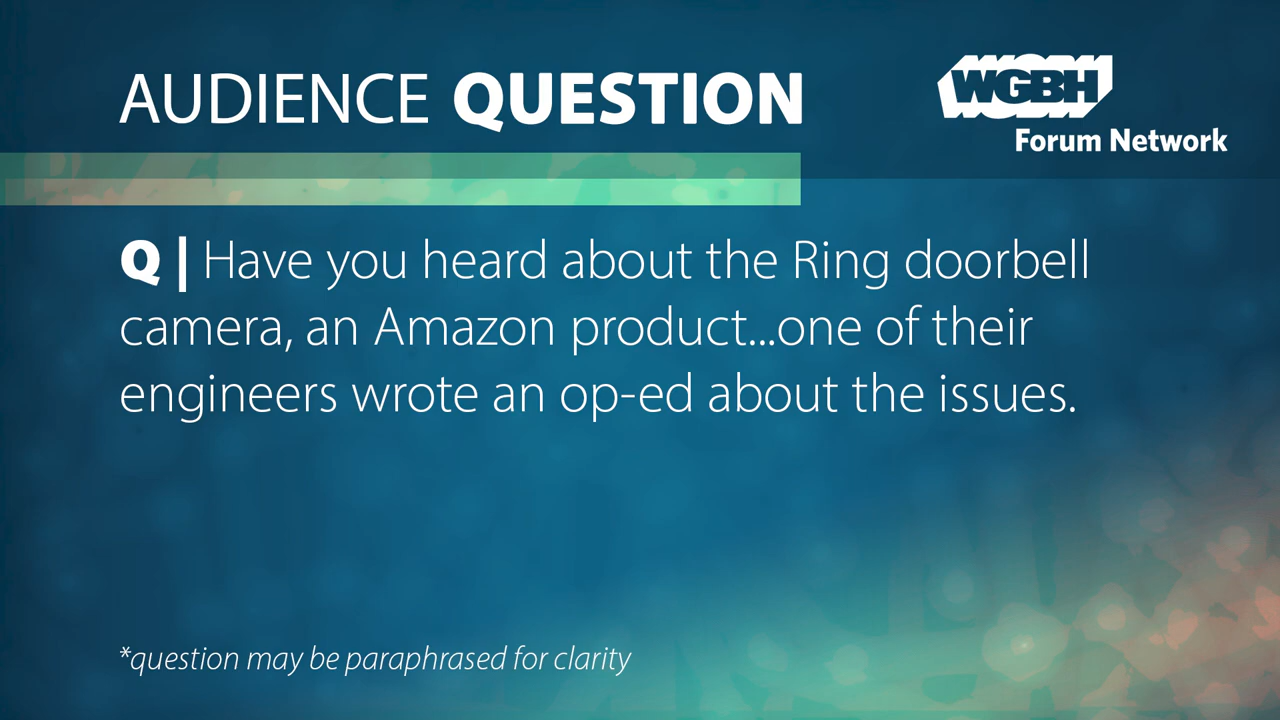 AUDIENCE QUESTION
WGBH
Forum Network
Q | Have you heard about the Ring doorbell
camera, an Amazon product...one of their
engineers wrote an op-ed about the issues.
*question may be paraphrased for clarity